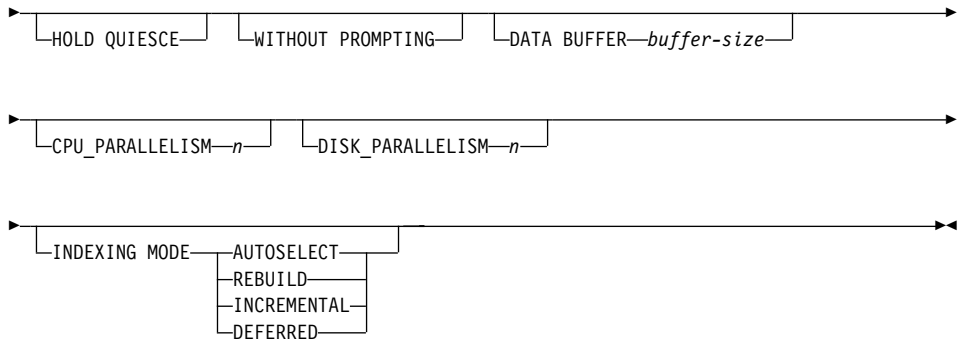 HOLD QUIESCE WITHOUT PROMPTING DATA BUFFER buffer-size
CPU_PARALLELISM n DISK_PARALLELISM n
INDEXING MODE AUTOSELECT
REBUILD
INCREMENTAL
DEFERRED